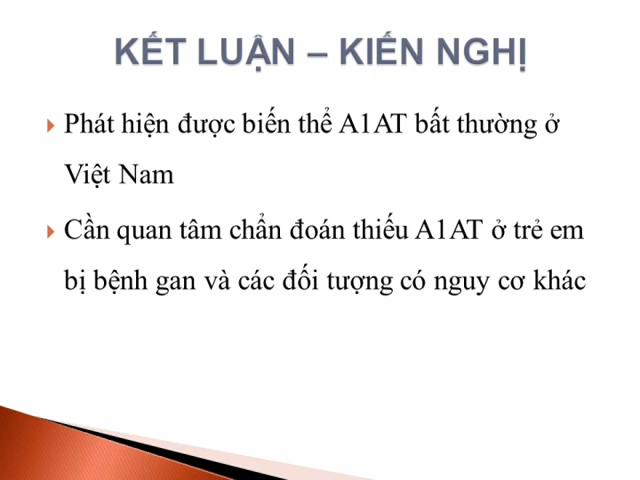 KẾT LUẬN – KIẾN NGHỊ
Phát hiện được biến thể A1AT bất thường ở
Việt Nam
Cần quan tâm chẩn đoán thiếu A1AT ở trẻ em
bị bệnh gan và các đối tượng có nguy cơ khác